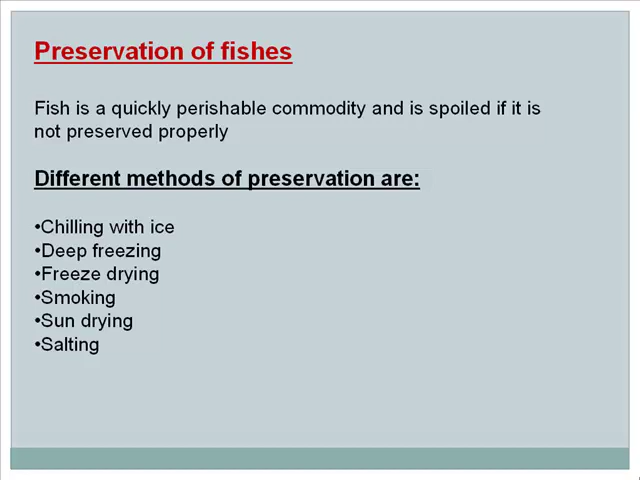 Preservation of fishes
Fish is a quickly perishable commodity and is spoiled if it is
not preserved properly
Different methods of preservation are:
•Chilling with ice
•Deep freezing
•Freeze drying
•Smoking
•Sun drying
•Salting